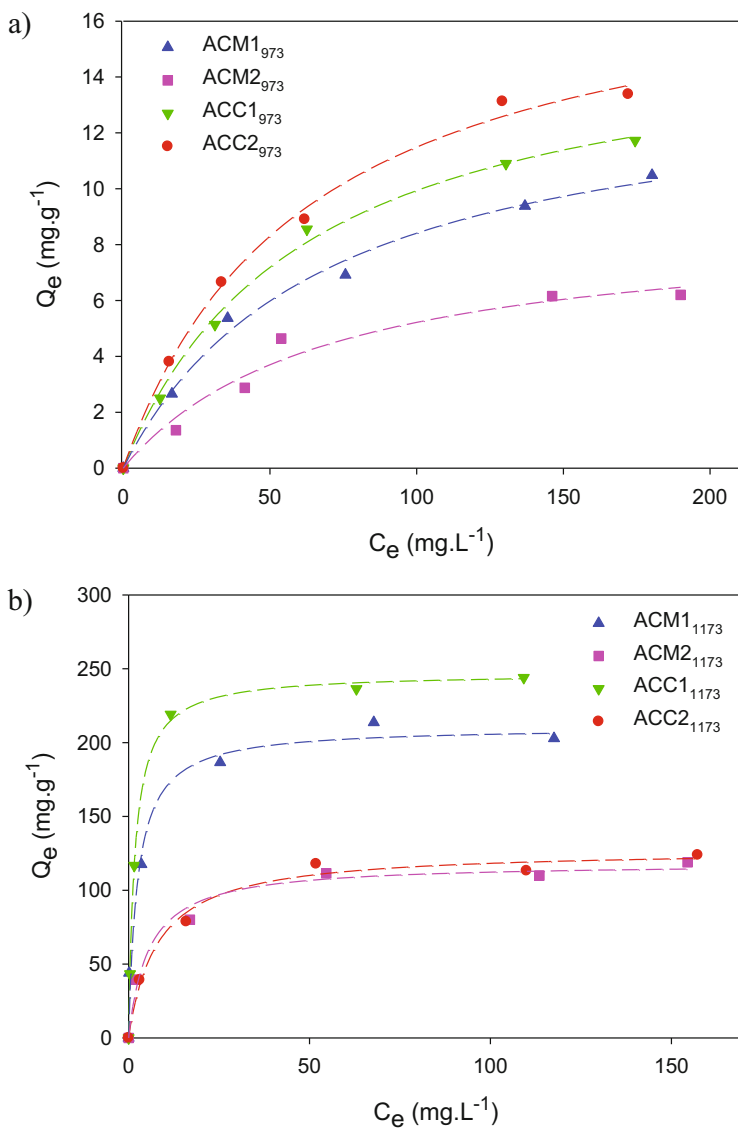 a)
16
14
12
10
8
6
4
2
0
ACM1₉₇₃
ACM2₉₇₃
ACC1₉₇₃
ACC2₉₇₃
Qₑ (mg.g⁻¹)
0 50 100 150 200
Cₑ (mg.L⁻¹)
b)
300
250
200
150
100
50
0
ACM1₁₁₇₃
ACM2₁₁₇₃
ACC1₁₁₇₃
ACC2₁₁₇₃
Qₑ (mg.g⁻¹)
0 50 100 150
Cₑ (mg.L⁻¹)